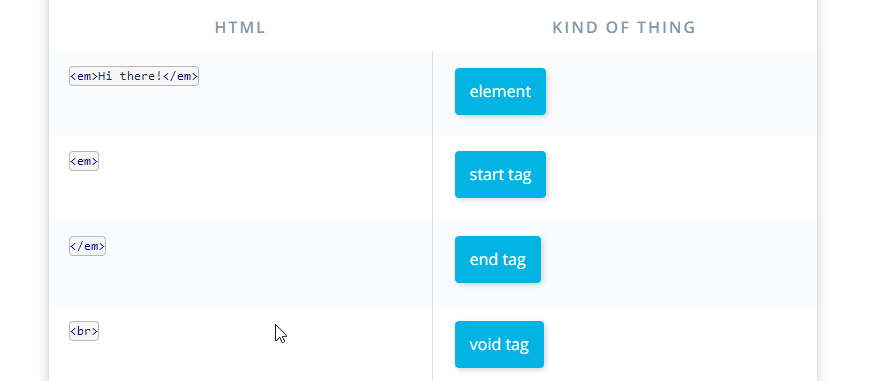 HTML KIND OF THING
<em>Hi there!</em> element
<em> start tag
</em> end tag
<br> void tag